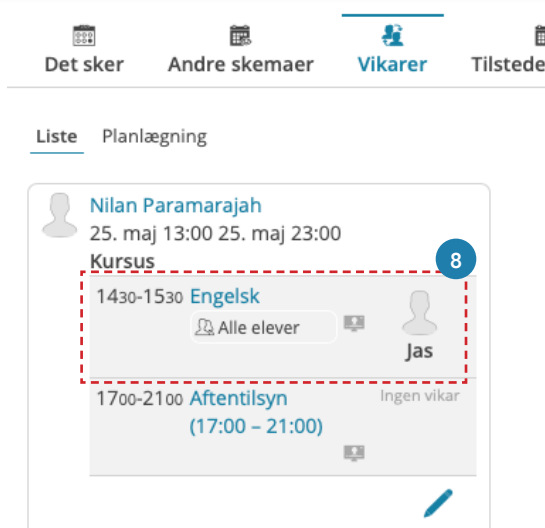 Det sker Andre skemaer Vikarer Tilstede
Liste Planlægning
Nilan Paramarajah
25. maj 13:00 25. maj 23:00
Kursus
8
1430-1530 Engelsk
Alle elever
Jas
1700-2100 Aftentilsyn Ingen vikar
(17:00 – 21:00)